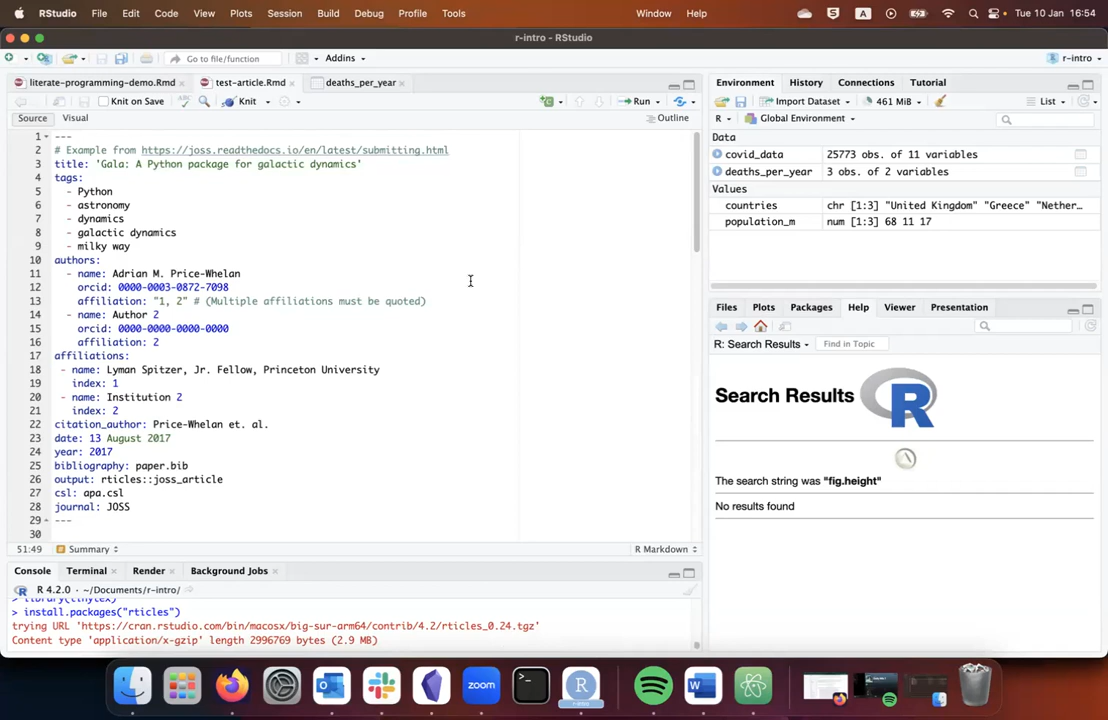 RStudio File Edit Code View Plots Session Build Debug Profile Tools Window Help A Tue 10 Jan 16:54
r-intro - RStudio
Go to file/function Addins r-intro
literate-programming-demo.Rmd test-article.Rmd deaths_per_year
Knit on Save Knit Run
Source Visual Outline
1 ---
2 # Example from https://joss.readthedocs.io/en/latest/submitting.html
3 title: 'Gala: A Python package for galactic dynamics'
4 tags:
5 - Python
6 - astronomy
7 - dynamics
8 - galactic dynamics
9 - milky way
10 authors:
11 - name: Adrian M. Price-Whelan
12 orcid: 0000-0003-0872-7098
13 affiliation: "1, 2" # (Multiple affiliations must be quoted)
14 - name: Author 2
15 orcid: 0000-0000-0000-0000
16 affiliation: 2
17 affiliations:
18 - name: Lyman Spitzer, Jr. Fellow, Princeton University
19 index: 1
20 - name: Institution 2
21 index: 2
22 citation_author: Price-Whelan et. al.
23 date: 13 August 2017
24 year: 2017
25 bibliography: paper.bib
26 output: rticles::joss_article
27 csl: apa.csl
28 journal: JOSS
29 ---
30
51:49 Summary R Markdown
Console Terminal Render Background Jobs
R 4.2.0 · ~/Documents/r-intro/
> library(tinytex)
> install.packages("rticles")
trying URL 'https://cran.rstudio.com/bin/macosx/big-sur-arm64/contrib/4.2/rticles_0.24.tgz'
Content type 'application/x-gzip' length 2996769 bytes (2.9 MB)
Environment History Connections Tutorial
Import Dataset 461 MiB List
R Global Environment
Data
covid_data 25773 obs. of 11 variables
deaths_per_year 3 obs. of 2 variables
Values
countries chr [1:3] "United Kingdom" "Greece" "Nether…
population_m num [1:3] 68 11 17
Files Plots Packages Help Viewer Presentation
R: Search Results Find in Topic
Search Results R
The search string was "fig.height"
No results found
zoom
R
r-intro
W